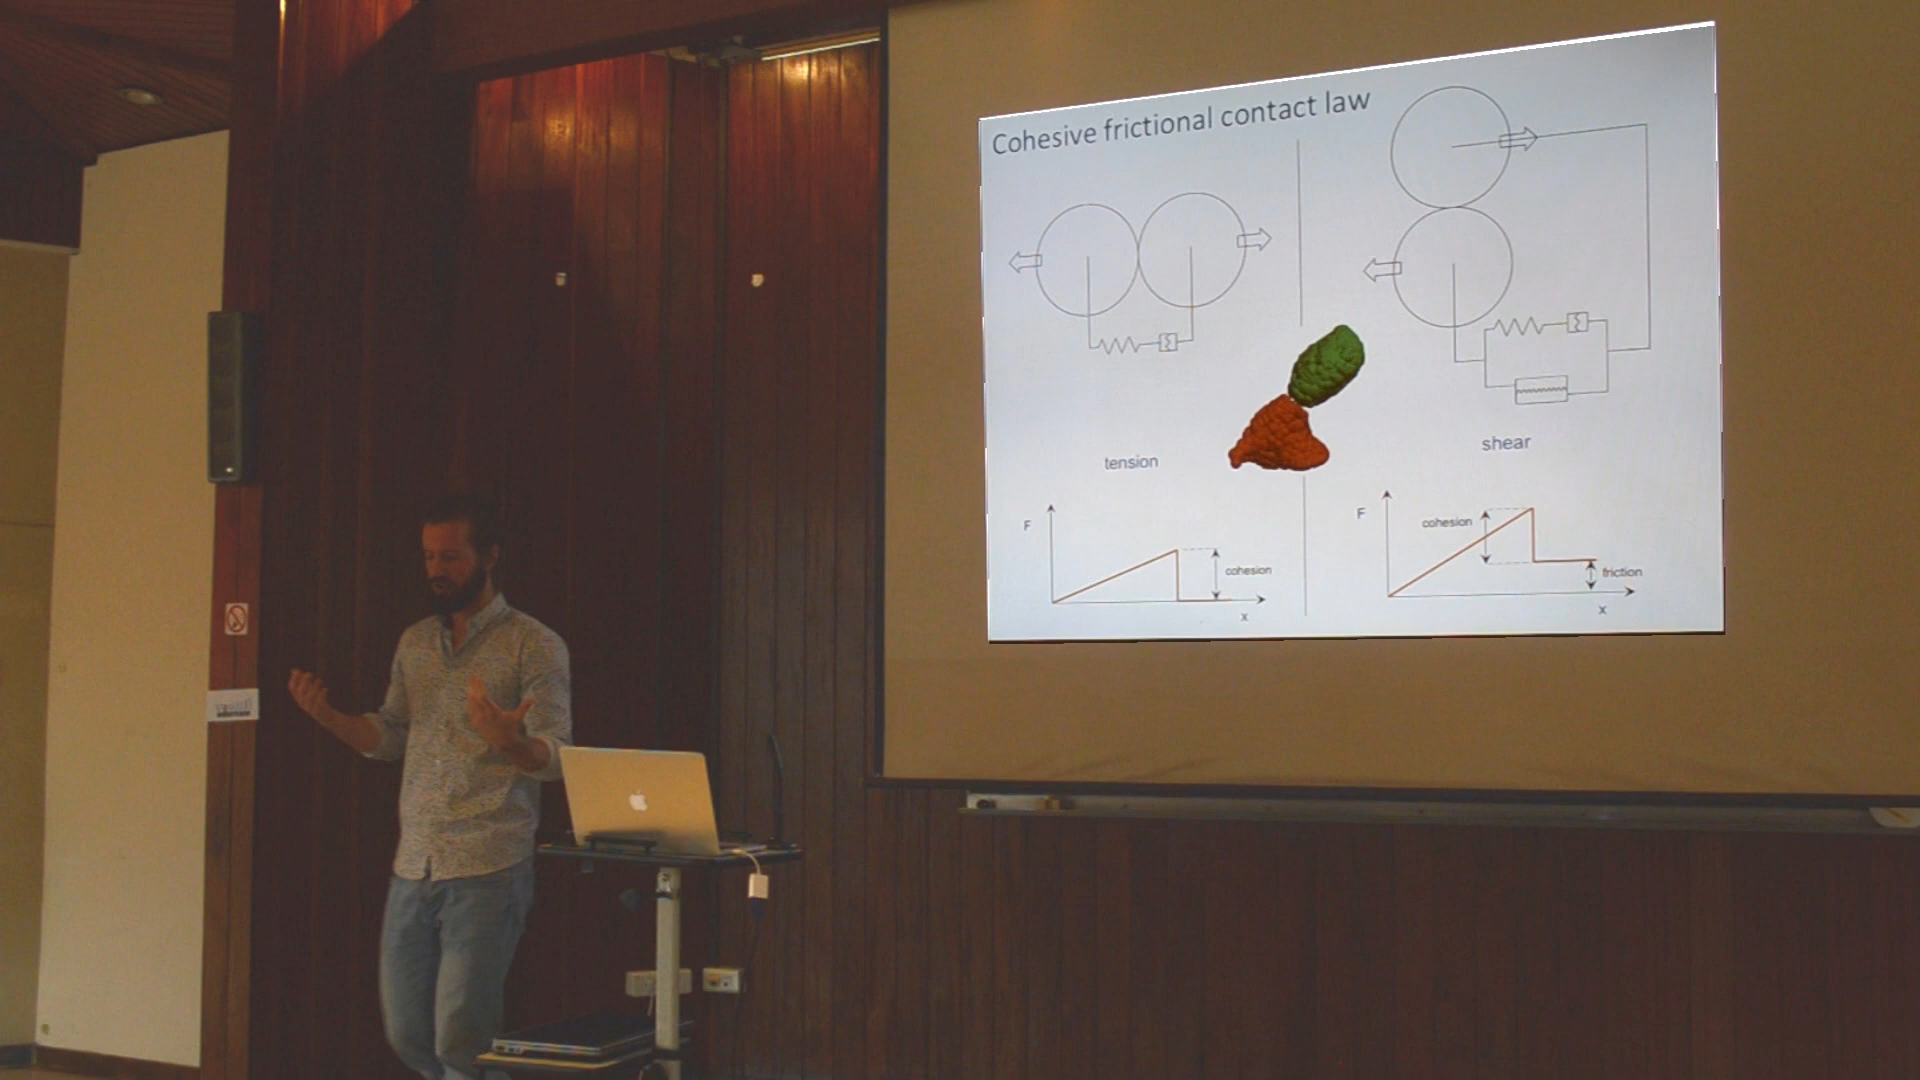 Cohesive frictional contact law
tension
shear
F
cohesion
x
F
cohesion
friction
x